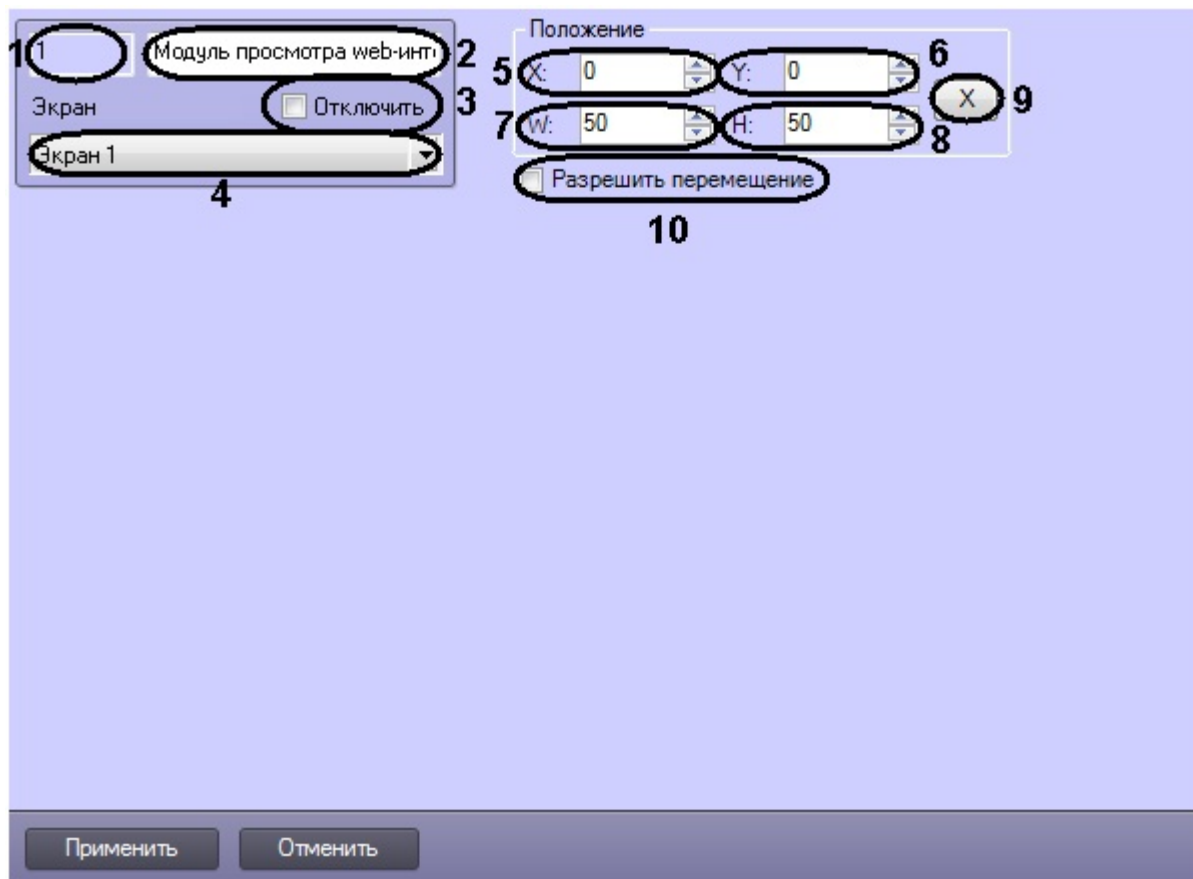 1 1 Модуль просмотра web-инт 2
Экран Отключить 3
Экран 1
4
Положение
5 X: 0 Y: 0 6
X 9
7 W: 50 H: 50 8
Разрешить перемещение
10
Применить Отменить